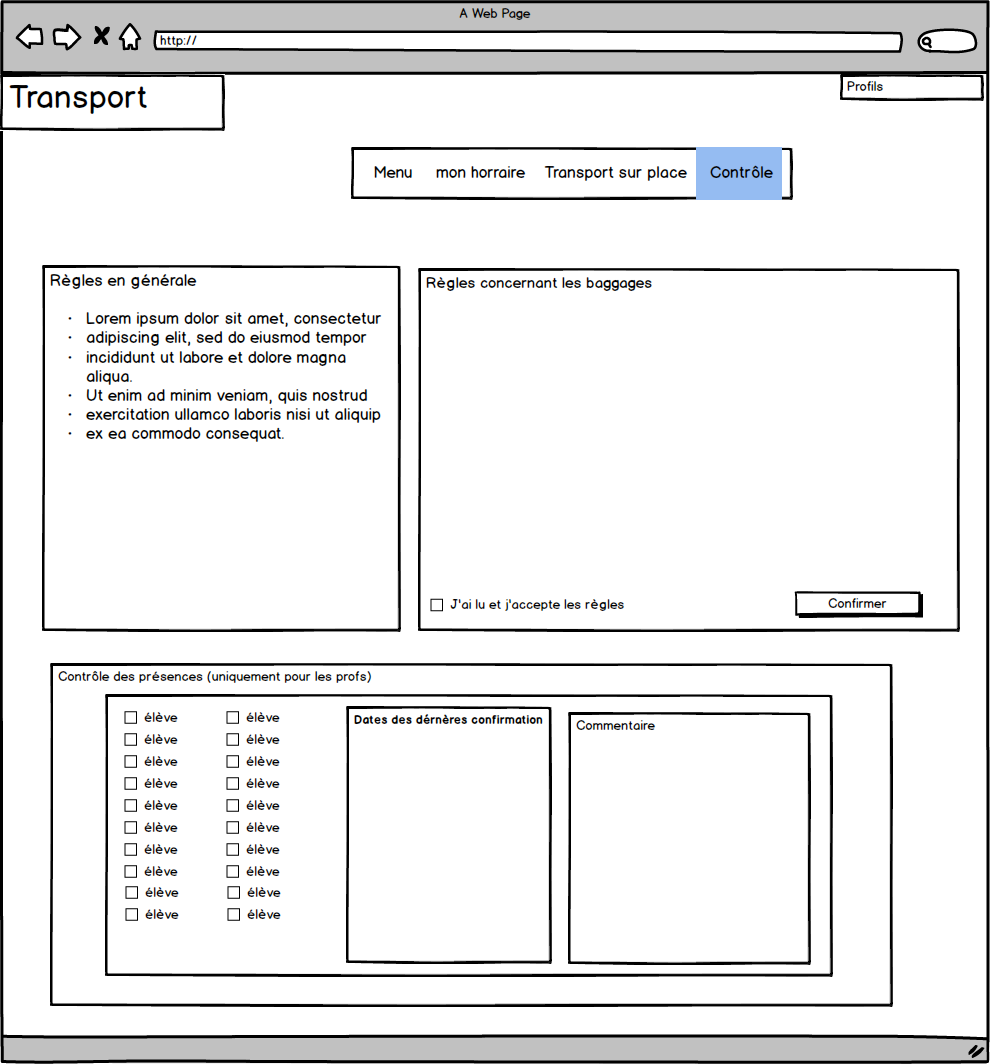 A Web Page
http://
Transport
Profils
Menu mon horraire Transport sur place Contrôle
Règles en générale
· Lorem ipsum dolor sit amet, consectetur
· adipiscing elit, sed do eiusmod tempor
· incididunt ut labore et dolore magna
aliqua.
· Ut enim ad minim veniam, quis nostrud
· exercitation ullamco laboris nisi ut aliquip
· ex ea commodo consequat.
Règles concernant les baggages
J'ai lu et j'accepte les règles
Confirmer
Contrôle des présences (uniquement pour les profs)
élève élève
élève élève
élève élève
élève élève
élève élève
élève élève
élève élève
élève élève
élève élève
élève élève
Dates des dérnères confirmation
Commentaire